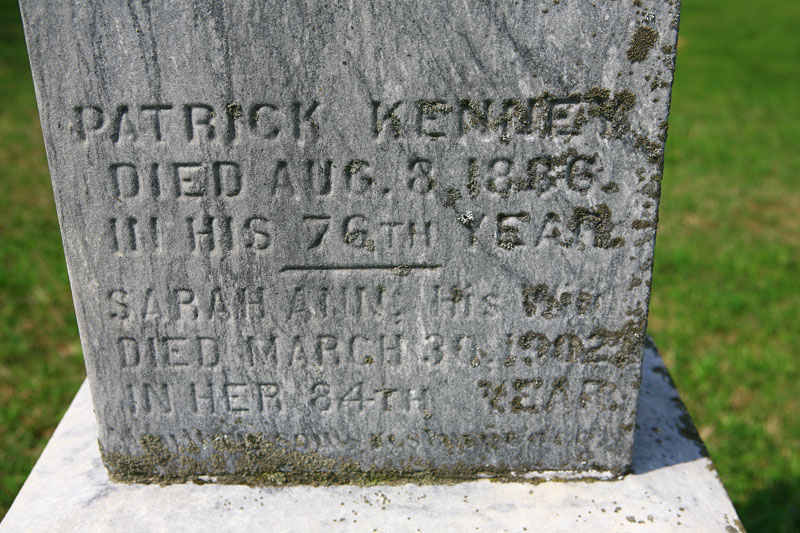 PATRICK KENNEY
DIED AUG. 8. 1886.
IN HIS 76TH YEAR.
SARAH ANN, HIS WIFE
DIED MARCH 30. 1902
IN HER 84TH YEAR.